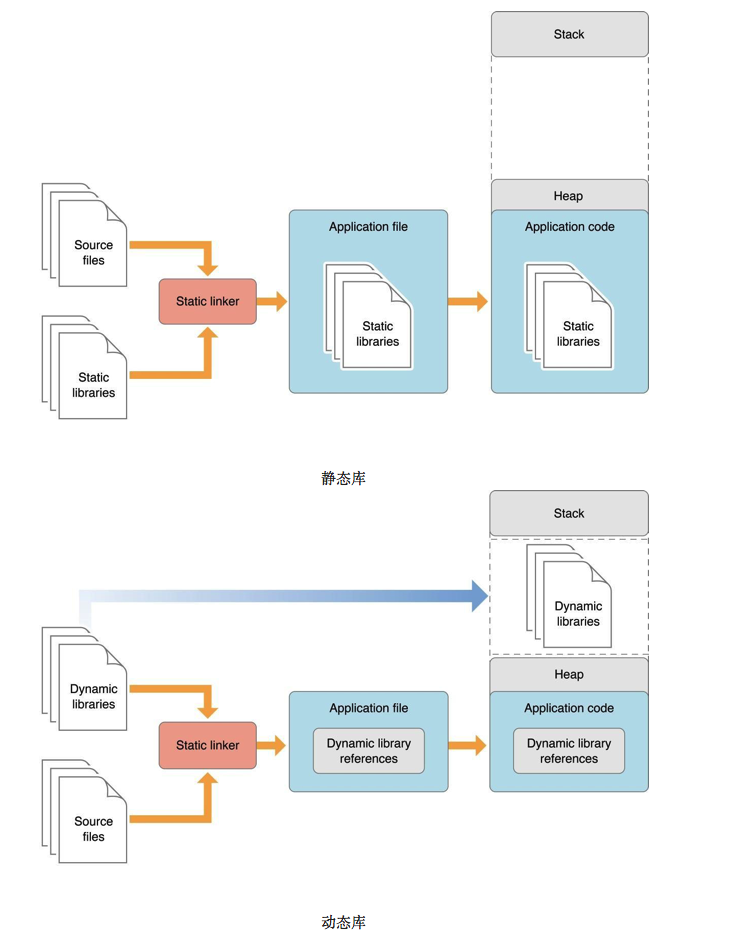 Stack
Heap
Application file
Application code
Source
files
Static linker
Static
libraries
Static
libraries
Static
libraries
静态库
Stack
Dynamic
libraries
Heap
Dynamic
libraries
Application file
Application code
Static linker
Dynamic library
references
Dynamic library
references
Source
files
动态库